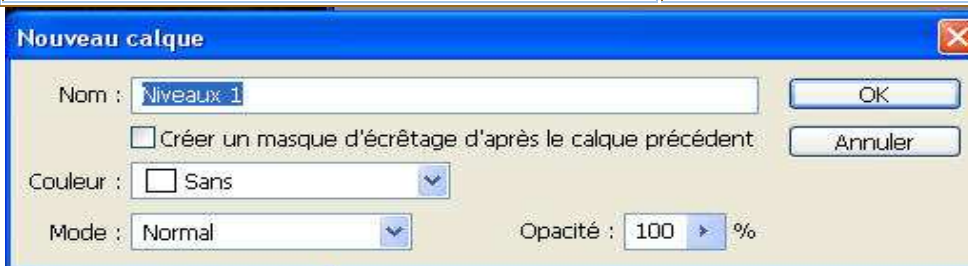 Nouveau calque
Nom : Niveaux 1 OK
Créer un masque d'écrêtage d'après le calque précédent Annuler
Couleur : Sans
Mode : Normal Opacité : 100 %